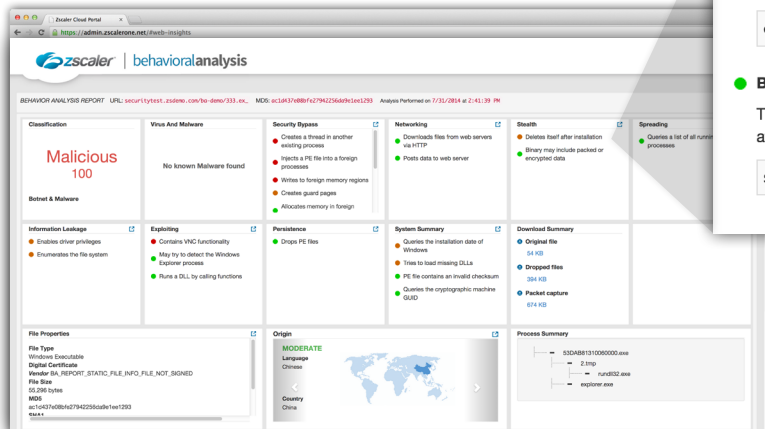 Zscaler Cloud Portal
https://admin.zscalerone.net/#web-insights
zscaler | behavioralanalysis
BEHAVIOR ANALYSIS REPORT URL: securitytest.zsdemo.com/ba-demo/333.ex_ MD5: ac1d437e08bfe27942256da9e1ee1293 Analysis Performed on 7/31/2014 at 2:41:39 PM
Classification
Malicious
100
Botnet & Malware
Virus And Malware
No known Malware found
Security Bypass
Creates a thread in another
existing process
Injects a PE file into a foreign
processes
Writes to foreign memory regions
Creates guard pages
Allocates memory in foreign
Networking
Downloads files from web servers
via HTTP
Posts data to web server
Stealth
Deletes itself after installation
Binary may include packed or
encrypted data
Spreading
Queries a list of all running
processes
Information Leakage
Enables driver privileges
Enumerates the file system
Exploiting
Contains VNC functionality
May try to detect the Windows
Explorer process
Runs a DLL by calling functions
Persistence
Drops PE files
System Summary
Queries the installation date of
Windows
Tries to load missing DLLs
PE file contains an invalid checksum
Queries the cryptographic machine
GUID
Download Summary
Original file
54 KB
Dropped files
394 KB
Packet capture
674 KB
File Properties
File Type
Windows Executable
Digital Certificate
Vendor BA_REPORT_STATIC_FILE_INFO_FILE_NOT_SIGNED
File Size
55,296 bytes
MD5
ac1d437e08bfe27942256da9e1ee1293
SHA1
Origin
MODERATE
Language
Chinese
Country
China
Process Summary
53DAB81310060000.exe
2.tmp
rundll32.exe
explorer.exe